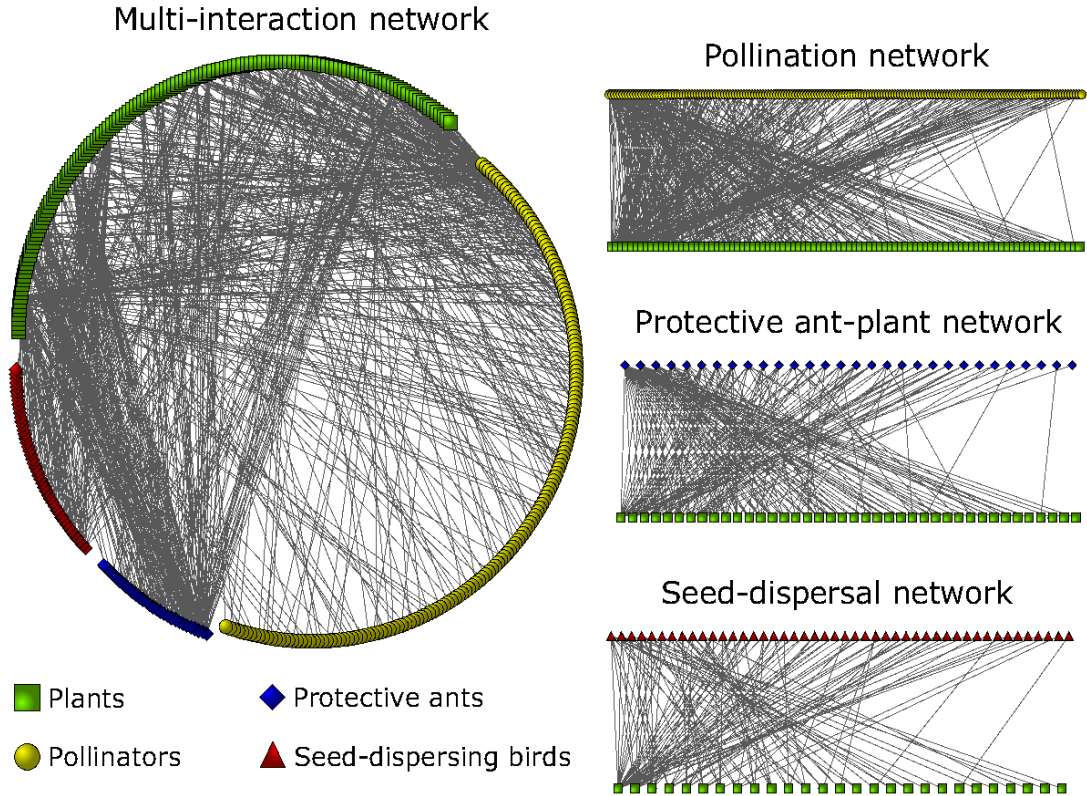 Multi-interaction network
Pollination network
Protective ant-plant network
Seed-dispersal network
Plants
Protective ants
Pollinators
Seed-dispersing birds